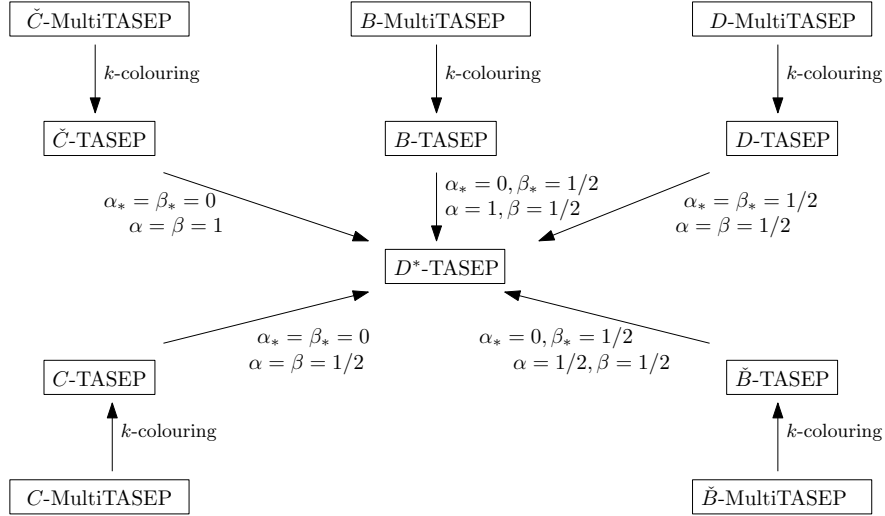 Č-MultiTASEP
B-MultiTASEP
D-MultiTASEP
k-colouring
k-colouring
k-colouring
Č-TASEP
B-TASEP
D-TASEP
α∗ = β∗ = 0
α = β = 1
α∗ = 0, β∗ = 1/2
α = 1, β = 1/2
α∗ = β∗ = 1/2
α = β = 1/2
D*-TASEP
α∗ = β∗ = 0
α = β = 1/2
α∗ = 0, β∗ = 1/2
α = 1/2, β = 1/2
C-TASEP
B̌-TASEP
k-colouring
k-colouring
C-MultiTASEP
B̌-MultiTASEP